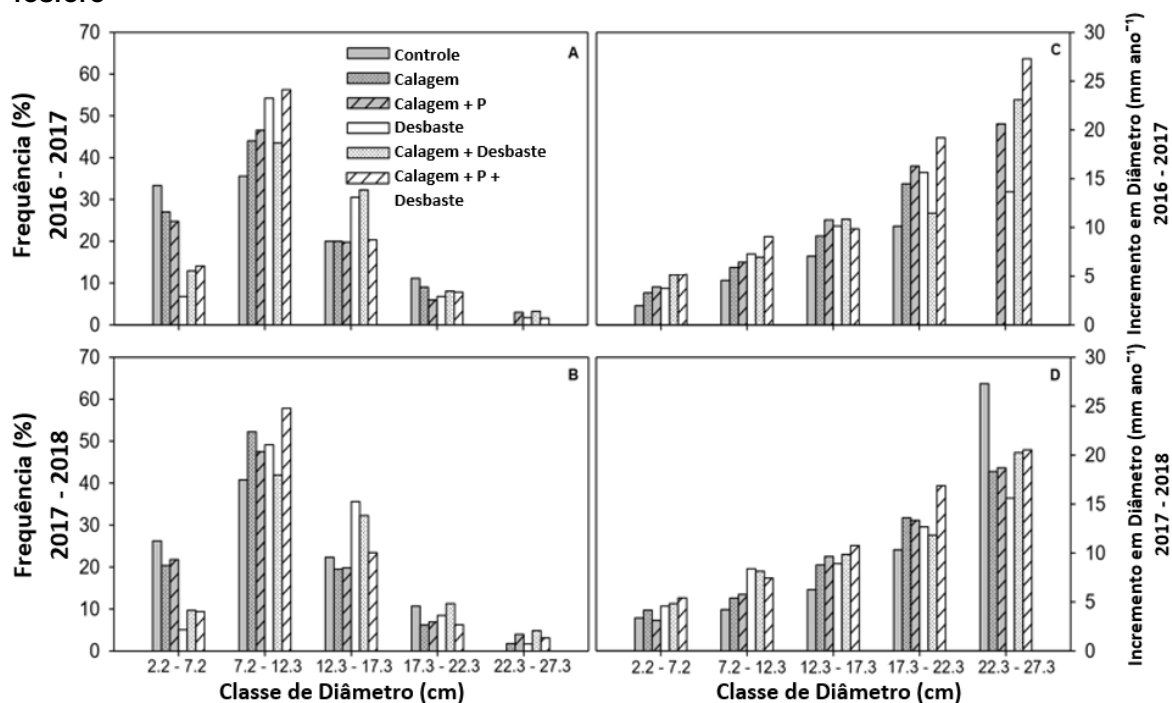 fósforo
70
60
50
40
30
20
10
0
Frequência (%)
2016 - 2017
A
Controle
Calagem
Calagem + P
Desbaste
Calagem + Desbaste
Calagem + P +
Desbaste
C
30
25
20
15
10
5
0
Incremento em Diâmetro (mm ano⁻¹)
2016 - 2017
70
60
50
40
30
20
10
0
Frequência (%)
2017 - 2018
B
2.2 - 7.2 7.2 - 12.3 12.3 - 17.3 17.3 - 22.3 22.3 - 27.3
Classe de Diâmetro (cm)
D
30
25
20
15
10
5
0
Incremento em Diâmetro (mm ano⁻¹)
2017 - 2018
2.2 - 7.2 7.2 - 12.3 12.3 - 17.3 17.3 - 22.3 22.3 - 27.3
Classe de Diâmetro (cm)